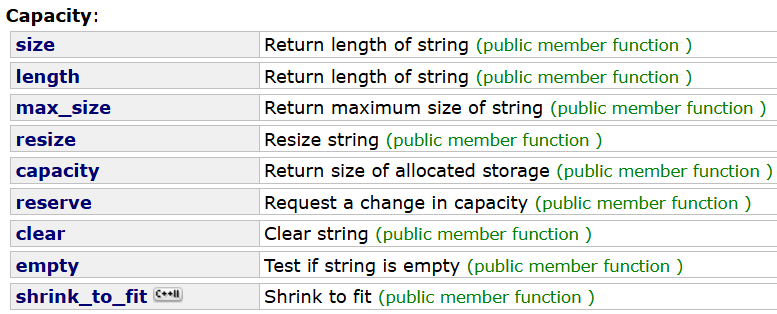 Capacity:
size Return length of string (public member function )
length Return length of string (public member function )
max_size Return maximum size of string (public member function )
resize Resize string (public member function )
capacity Return size of allocated storage (public member function )
reserve Request a change in capacity (public member function )
clear Clear string (public member function )
empty Test if string is empty (public member function )
shrink_to_fit C++11 Shrink to fit (public member function )